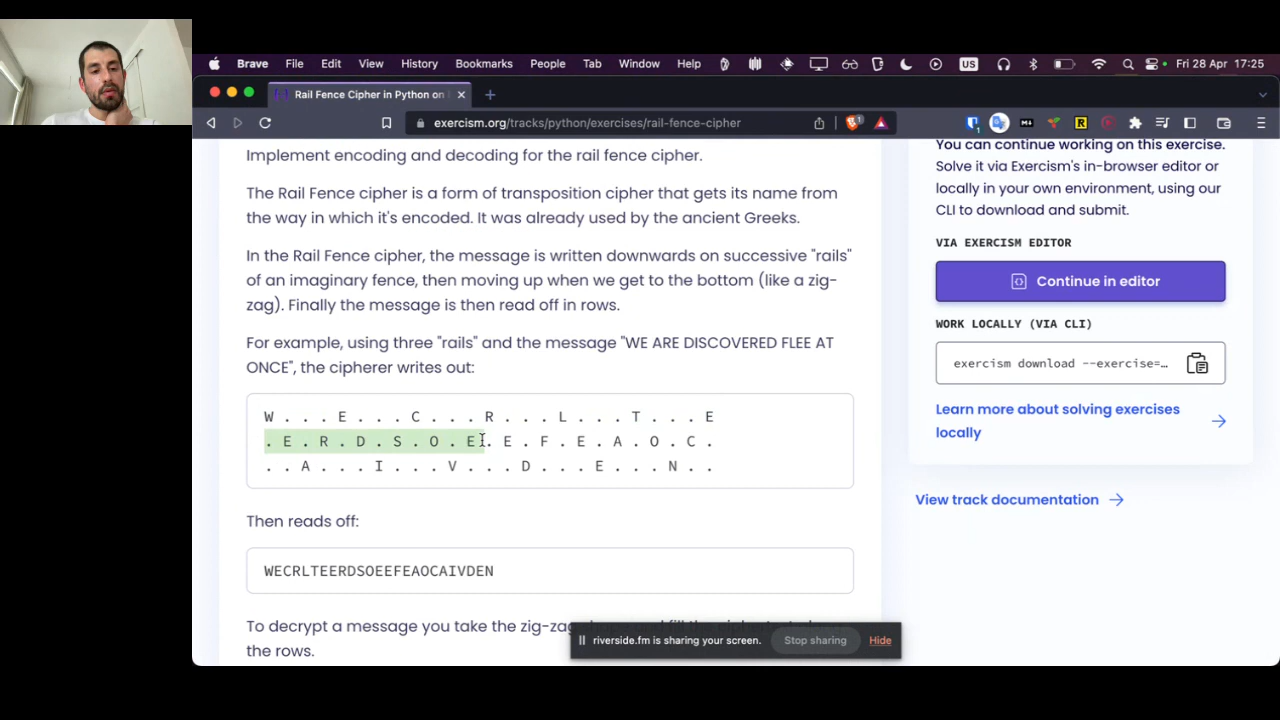 Brave File Edit View History Bookmarks People Tab Window Help US Fri 28 Apr 17:25
Rail Fence Cipher in Python on
exercism.org/tracks/python/exercises/rail-fence-cipher
Implement encoding and decoding for the rail fence cipher.
The Rail Fence cipher is a form of transposition cipher that gets its name from
the way in which it's encoded. It was already used by the ancient Greeks.
In the Rail Fence cipher, the message is written downwards on successive "rails"
of an imaginary fence, then moving up when we get to the bottom (like a zig-
zag). Finally the message is then read off in rows.
For example, using three "rails" and the message "WE ARE DISCOVERED FLEE AT
ONCE", the cipherer writes out:
W . . . E . . . C . . . R . . . L . . . T . . . E
. E . R . D . S . O . E . E . F . E . A . O . C .
. . A . . . I . . . V . . . D . . . E . . . N . .
Then reads off:
WECRLTEERDSOEEFEAOCAIVDEN
To decrypt a message you take the zig-zag
the rows.
You can continue working on this exercise.
Solve it via Exercism's in-browser editor or
locally in your own environment, using our
CLI to download and submit.
VIA EXERCISM EDITOR
Continue in editor
WORK LOCALLY (VIA CLI)
exercism download --exercise=…
Learn more about solving exercises
locally
View track documentation
riverside.fm is sharing your screen. Stop sharing Hide